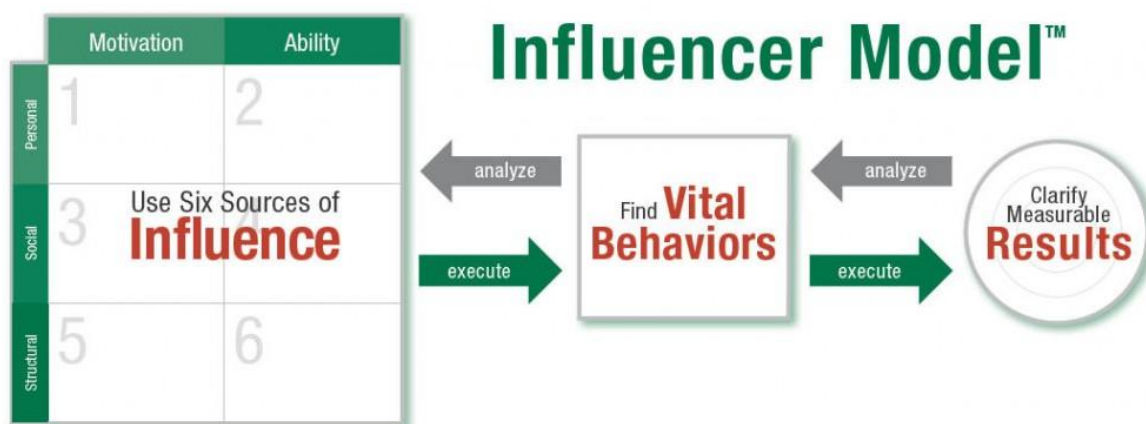 Influencer Model™
Motivation Ability
Personal
1 2
Social
3 4
Use Six Sources of
Influence
Structural
5 6
analyze
execute
Find Vital
Behaviors
analyze
execute
Clarify
Measurable
Results